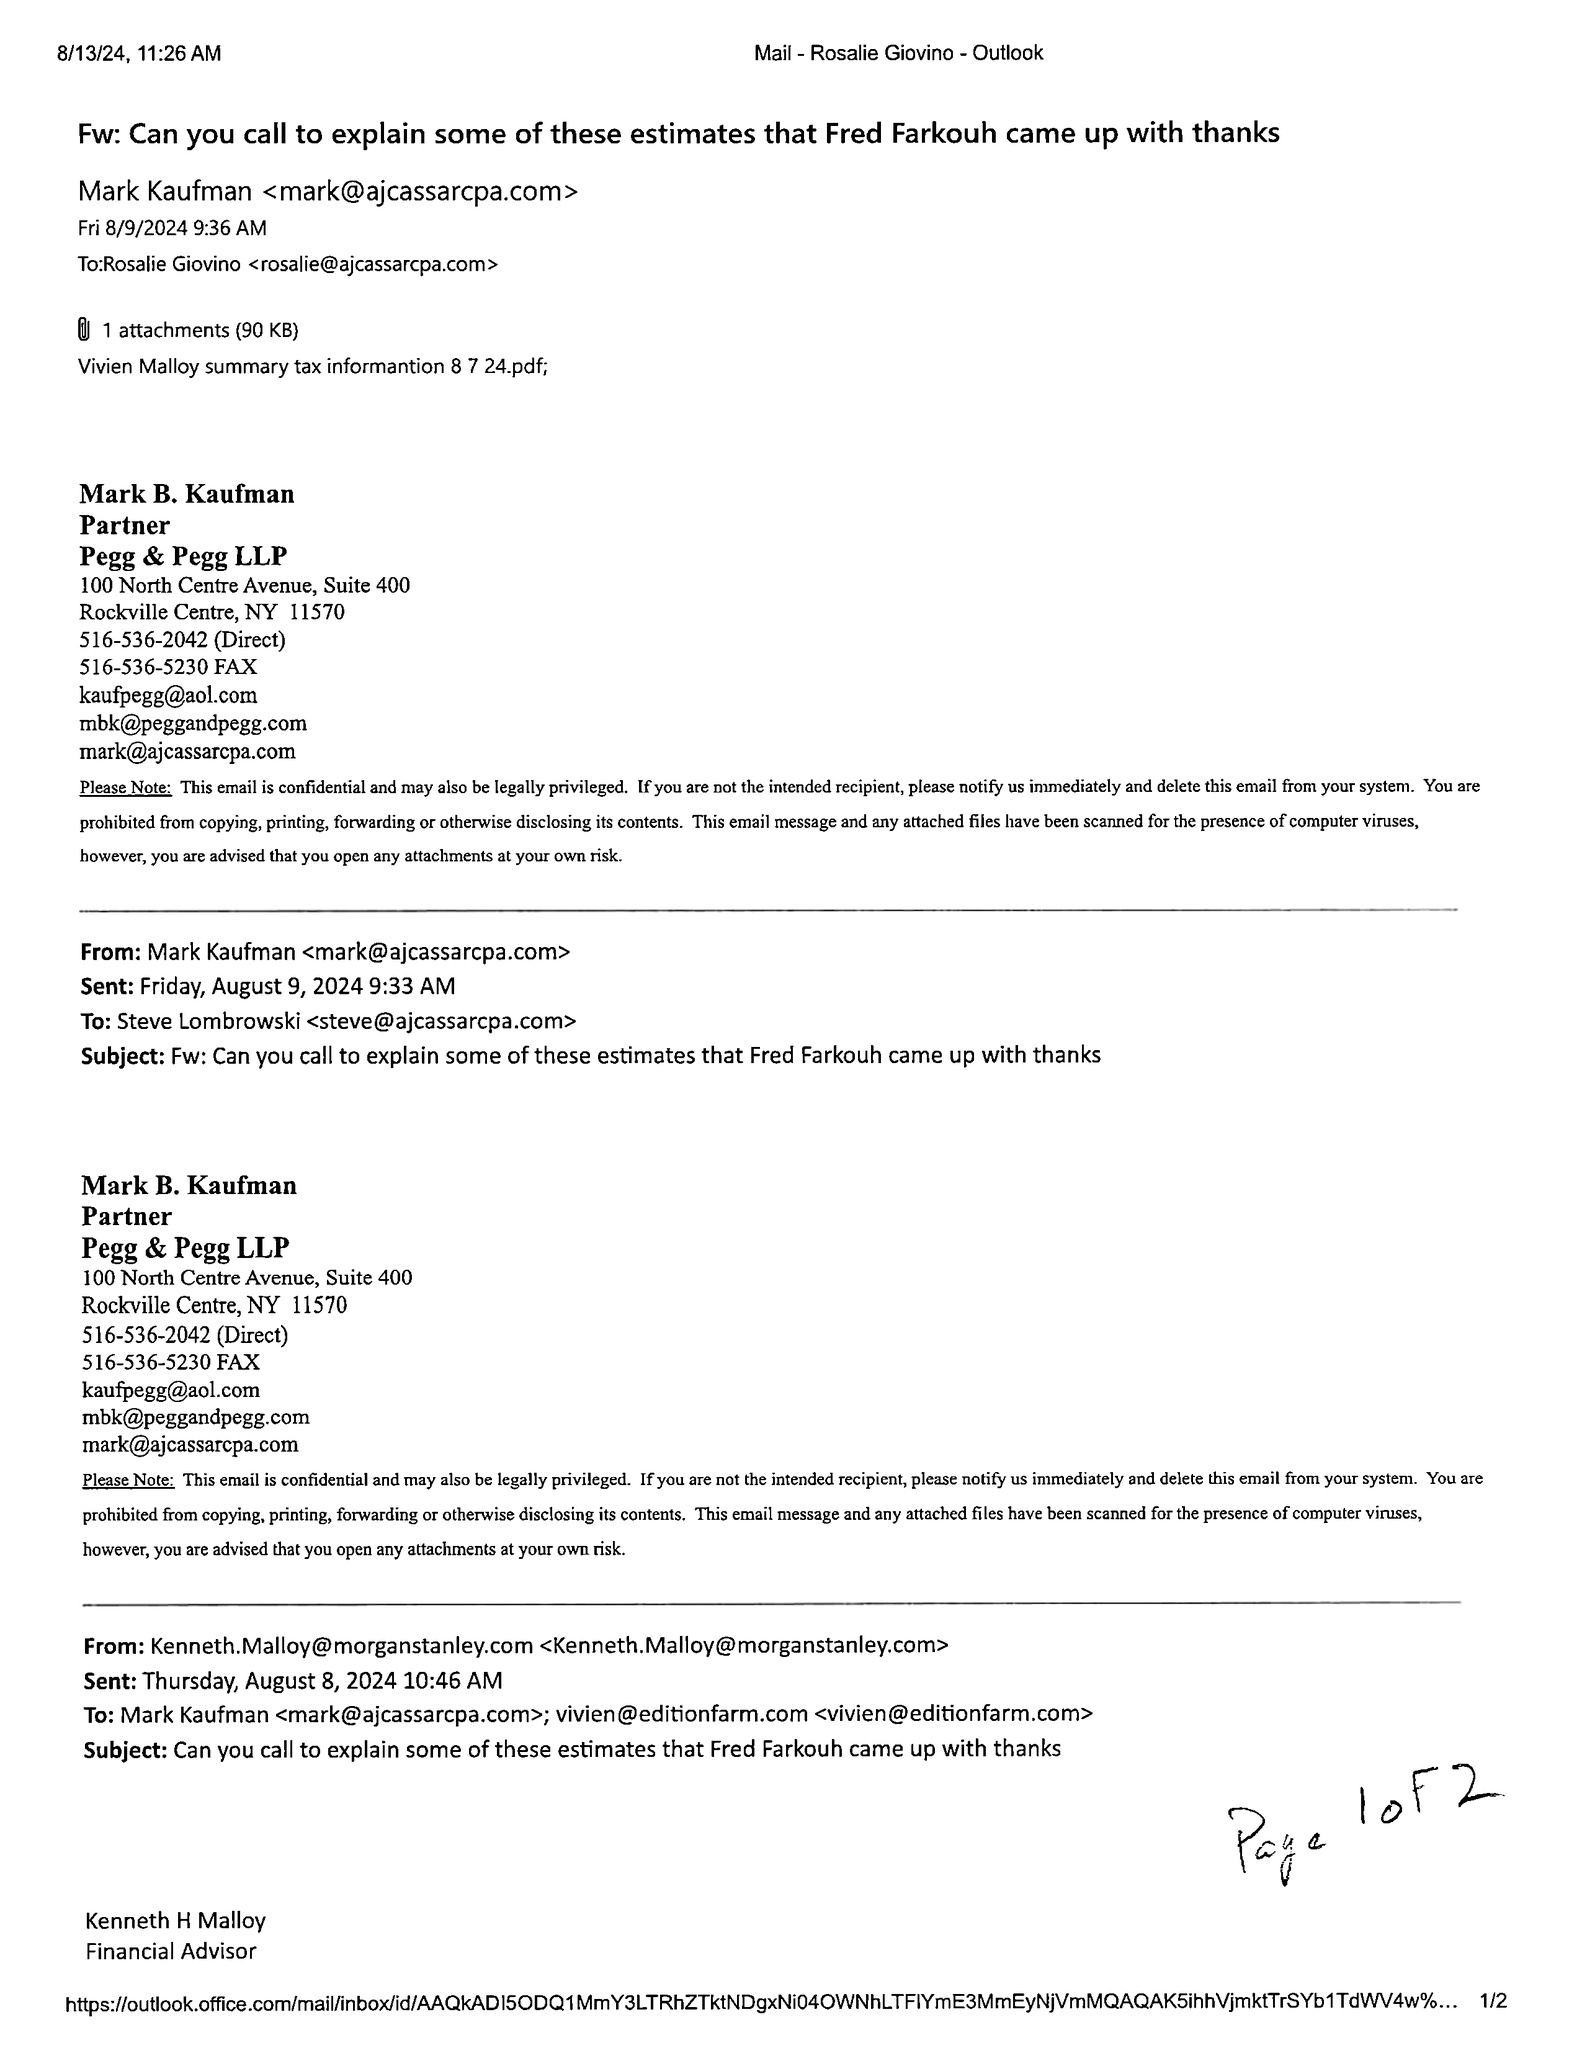 8/13/24, 11:26 AM
Mail - Rosalie Giovino - Outlook
Fw: Can you call to explain some of these estimates that Fred Farkouh came up with thanks
Mark Kaufman <mark@ajcassarcpa.com>
Fri 8/9/2024 9:36 AM
To:Rosalie Giovino <rosalie@ajcassarcpa.com>
1 attachments (90 KB)
Vivien Malloy summary tax informantion 8 7 24.pdf;
Mark B. Kaufman
Partner
Pegg & Pegg LLP
100 North Centre Avenue, Suite 400
Rockville Centre, NY 11570
516-536-2042 (Direct)
516-536-5230 FAX
kaufpegg@aol.com
mbk@peggandpegg.com
mark@ajcassarcpa.com
Please Note: This email is confidential and may also be legally privileged. If you are not the intended recipient, please notify us immediately and delete this email from your system. You are
prohibited from copying, printing, forwarding or otherwise disclosing its contents. This email message and any attached files have been scanned for the presence of computer viruses,
however, you are advised that you open any attachments at your own risk.
From: Mark Kaufman <mark@ajcassarcpa.com>
Sent: Friday, August 9, 2024 9:33 AM
To: Steve Lombrowski <steve@ajcassarcpa.com>
Subject: Fw: Can you call to explain some of these estimates that Fred Farkouh came up with thanks
Mark B. Kaufman
Partner
Pegg & Pegg LLP
100 North Centre Avenue, Suite 400
Rockville Centre, NY 11570
516-536-2042 (Direct)
516-536-5230 FAX
kaufpegg@aol.com
mbk@peggandpegg.com
mark@ajcassarcpa.com
Please Note: This email is confidential and may also be legally privileged. If you are not the intended recipient, please notify us immediately and delete this email from your system. You are
prohibited from copying, printing, forwarding or otherwise disclosing its contents. This email message and any attached files have been scanned for the presence of computer viruses,
however, you are advised that you open any attachments at your own risk.
From: Kenneth.Malloy@morganstanley.com <Kenneth.Malloy@morganstanley.com>
Sent: Thursday, August 8, 2024 10:46 AM
To: Mark Kaufman <mark@ajcassarcpa.com>; vivien@editionfarm.com <vivien@editionfarm.com>
Subject: Can you call to explain some of these estimates that Fred Farkouh came up with thanks
Page 1 oF 2
Kenneth H Malloy
Financial Advisor
https://outlook.office.com/mail/inbox/id/AAQkADI5ODQ1MmY3LTRhZTktNDgxNi04OWNhLTFlYmE3MmEyNjVmMQAQAK5ihhVjmktTrSYb1TdWV4w%... 1/2